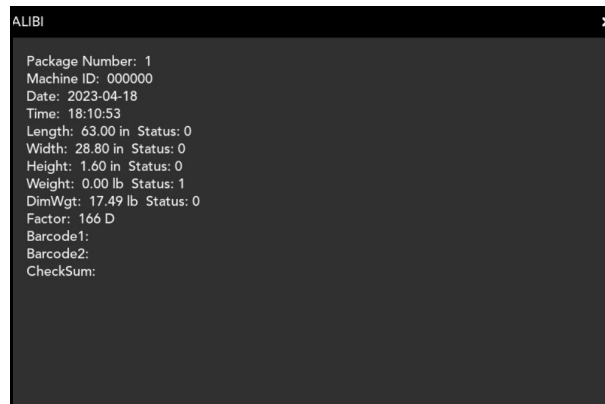 ALIBI
Package Number: 1
Machine ID: 000000
Date: 2023-04-18
Time: 18:10:53
Length: 63.00 in Status: 0
Width: 28.80 in Status: 0
Height: 1.60 in Status: 0
Weight: 0.00 lb Status: 1
DimWgt: 17.49 lb Status: 0
Factor: 166 D
Barcode1:
Barcode2:
CheckSum: